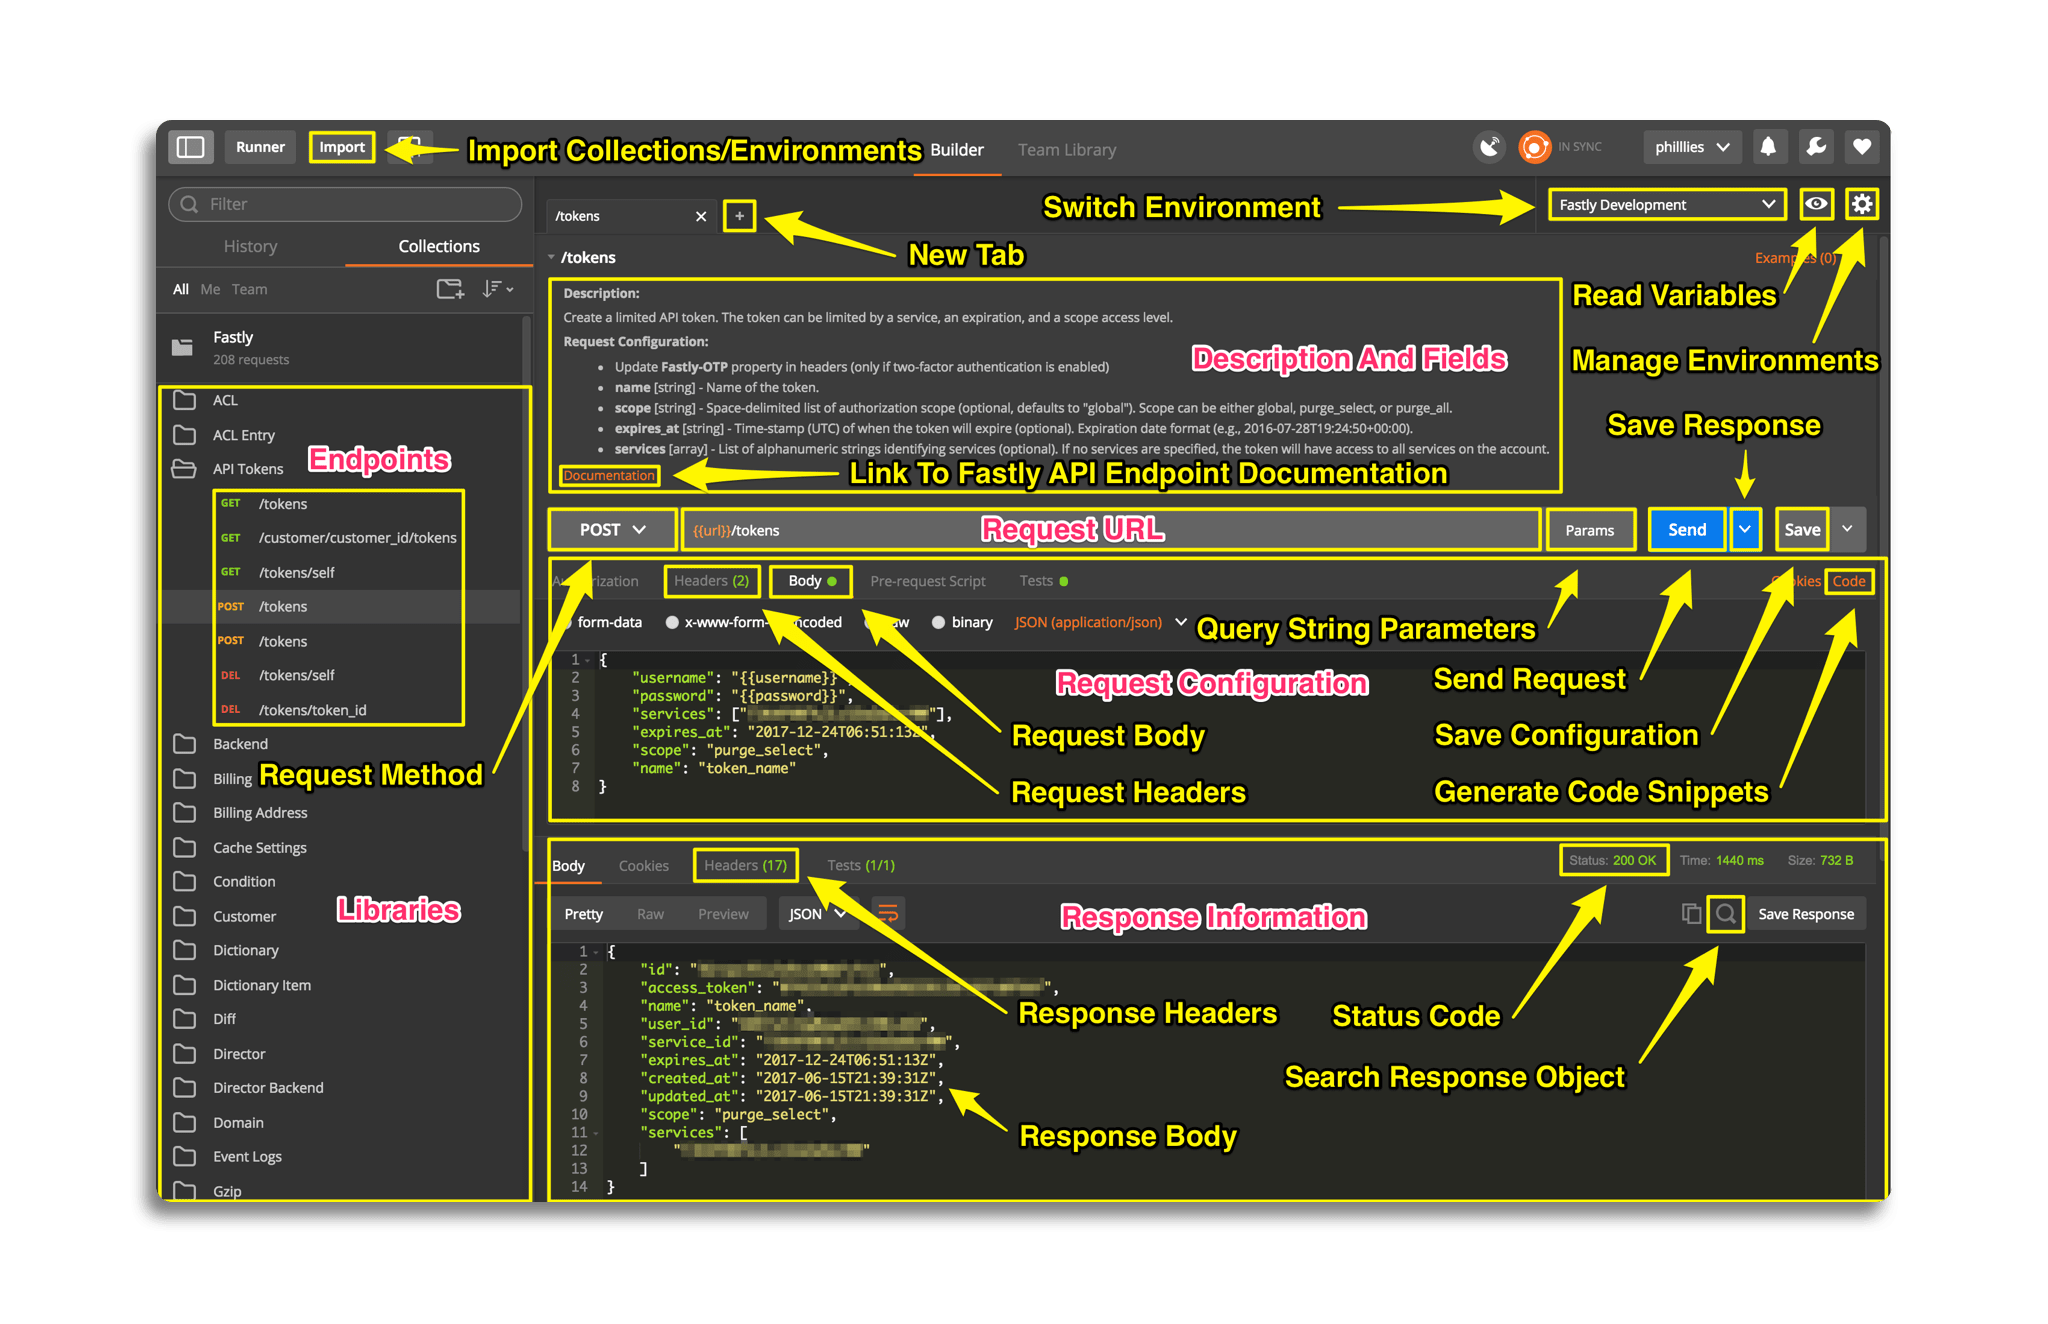 Runner
Import
Import Collections/Environments
Builder
Team Library
IN SYNC
philllies
Filter
/tokens
+
Switch Environment
Fastly Development
History
Collections
New Tab
/tokens
Examples (0)
All Me Team
Description:
Create a limited API token. The token can be limited by a service, an expiration, and a scope access level.
Request Configuration:
• Update Fastly-OTP property in headers (only if two-factor authentication is enabled)
• name [string] - Name of the token.
• scope [string] - Space-delimited list of authorization scope (optional, defaults to "global"). Scope can be either global, purge_select, or purge_all.
• expires_at [string] - Time-stamp (UTC) of when the token will expire (optional). Expiration date format (e.g., 2016-07-28T19:24:50+00:00).
• services [array] - List of alphanumeric strings identifying services (optional). If no services are specified, the token will have access to all services on the account.
Documentation
Link To Fastly API Endpoint Documentation
Description And Fields
Read Variables
Manage Environments
Save Response
Fastly
208 requests
ACL
ACL Entry
API Tokens
Endpoints
GET /tokens
GET /customer/customer_id/tokens
GET /tokens/self
POST /tokens
POST /tokens
DEL /tokens/self
DEL /tokens/token_id
Backend
Billing
Request Method
Billing Address
Cache Settings
Condition
Customer
Libraries
Dictionary
Dictionary Item
Diff
Director
Director Backend
Domain
Event Logs
Gzip
POST
{{url}}/tokens
Request URL
Params
Send
Save
Headers (2)
Body
Pre-request Script
Tests
Cookies
Code
form-data
binary
JSON (application/json)
Query String Parameters
1 {
2 "username": "{{username}}
3 "password": "{{password}}",
4 "services": [" "],
5 "expires_at": "2017-12-24T06:51:13Z",
6 "scope": "purge_select",
7 "name": "token_name"
8 }
Request Configuration
Send Request
Request Body
Save Configuration
Request Headers
Generate Code Snippets
Body
Cookies
Headers (17)
Tests (1/1)
Status: 200 OK
Time: 1440 ms
Size: 732 B
Pretty
Raw
Preview
JSON
Response Information
Save Response
1 {
2 "id": " ",
3 "access_token": " ",
4 "name": "token_name",
5 "user_id": " ",
6 "service_id": " ",
7 "expires_at": "2017-12-24T06:51:13Z",
8 "created_at": "2017-06-15T21:39:31Z",
9 "updated_at": "2017-06-15T21:39:31Z",
10 "scope": "purge_select",
11 "services": [
12 " "
13 ]
14 }
Response Headers
Status Code
Search Response Object
Response Body